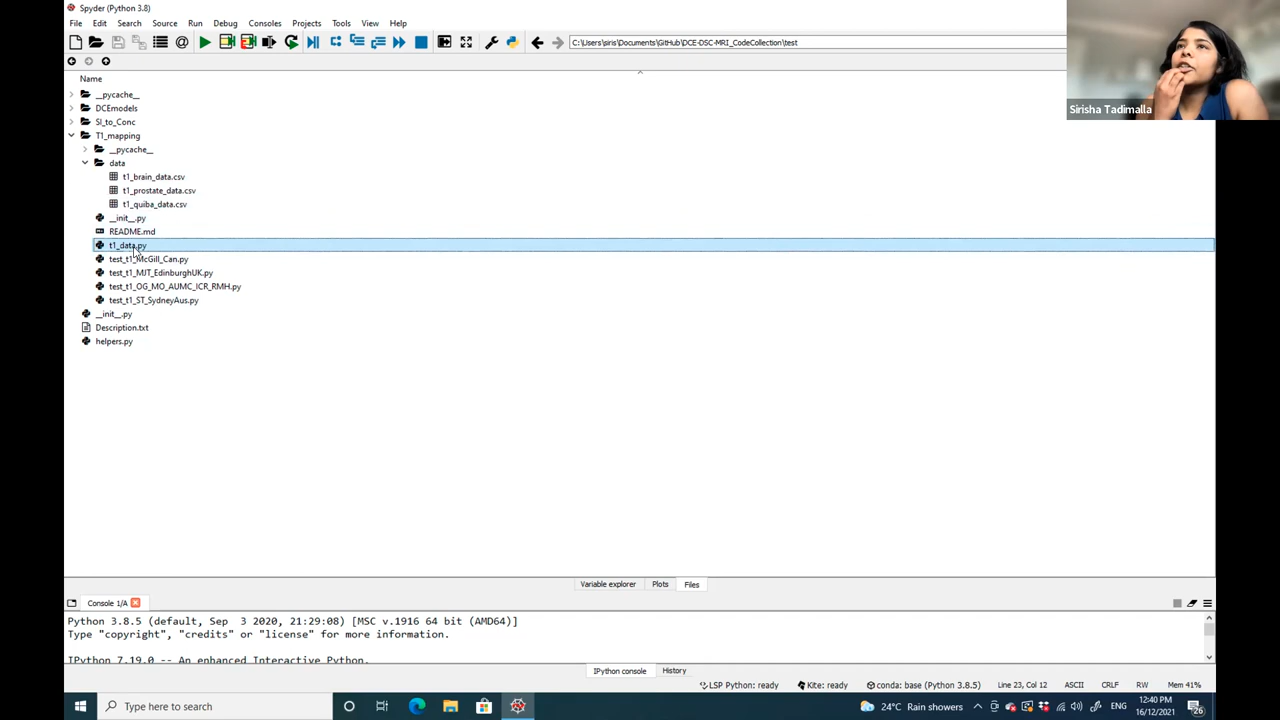 Spyder (Python 3.8)
File Edit Search Source Run Debug Consoles Projects Tools View Help
C:\Users\siris\Documents\GitHub\DCE-DSC-MRI_CodeCollection\test
Name
__pycache__
DCEmodels
SI_to_Conc
T1_mapping
__pycache__
data
t1_brain_data.csv
t1_prostate_data.csv
t1_quiba_data.csv
__init__.py
README.md
t1_data.py
test_t1_McGill_Can.py
test_t1_MJT_EdinburghUK.py
test_t1_OG_MO_AUMC_ICR_RMH.py
test_t1_ST_SydneyAus.py
__init__.py
Description.txt
helpers.py
Sirisha Tadimalla
Variable explorer Plots Files
Console 1/A
Python 3.8.5 (default, Sep 3 2020, 21:29:08) [MSC v.1916 64 bit (AMD64)]
Type "copyright", "credits" or "license" for more information.
IPython 7.19.0 -- An enhanced Interactive Python.
IPython console History
LSP Python: ready Kite: ready conda: base (Python 3.8.5) Line 23, Col 12 ASCII CRLF RW Mem 41%
Type here to search
24°C Rain showers ENG 12:40 PM
16/12/2021 26